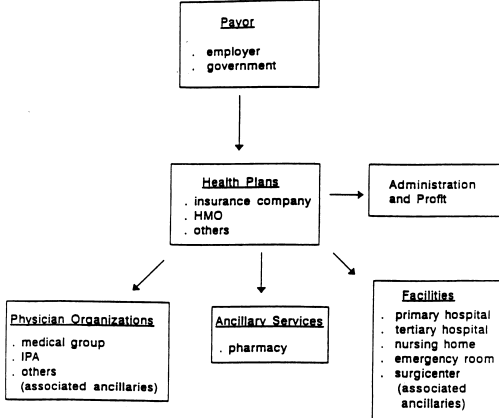 Payor
. employer
. government
Health Plans
. insurance company
. HMO
. others
Administration
and Profit
Physician Organizations
. medical group
. IPA
. others
(associated ancillaries)
Ancillary Services
. pharmacy
Facilities
. primary hospital
. tertiary hospital
. nursing home
. emergency room
. surgicenter
(associated
ancillaries)